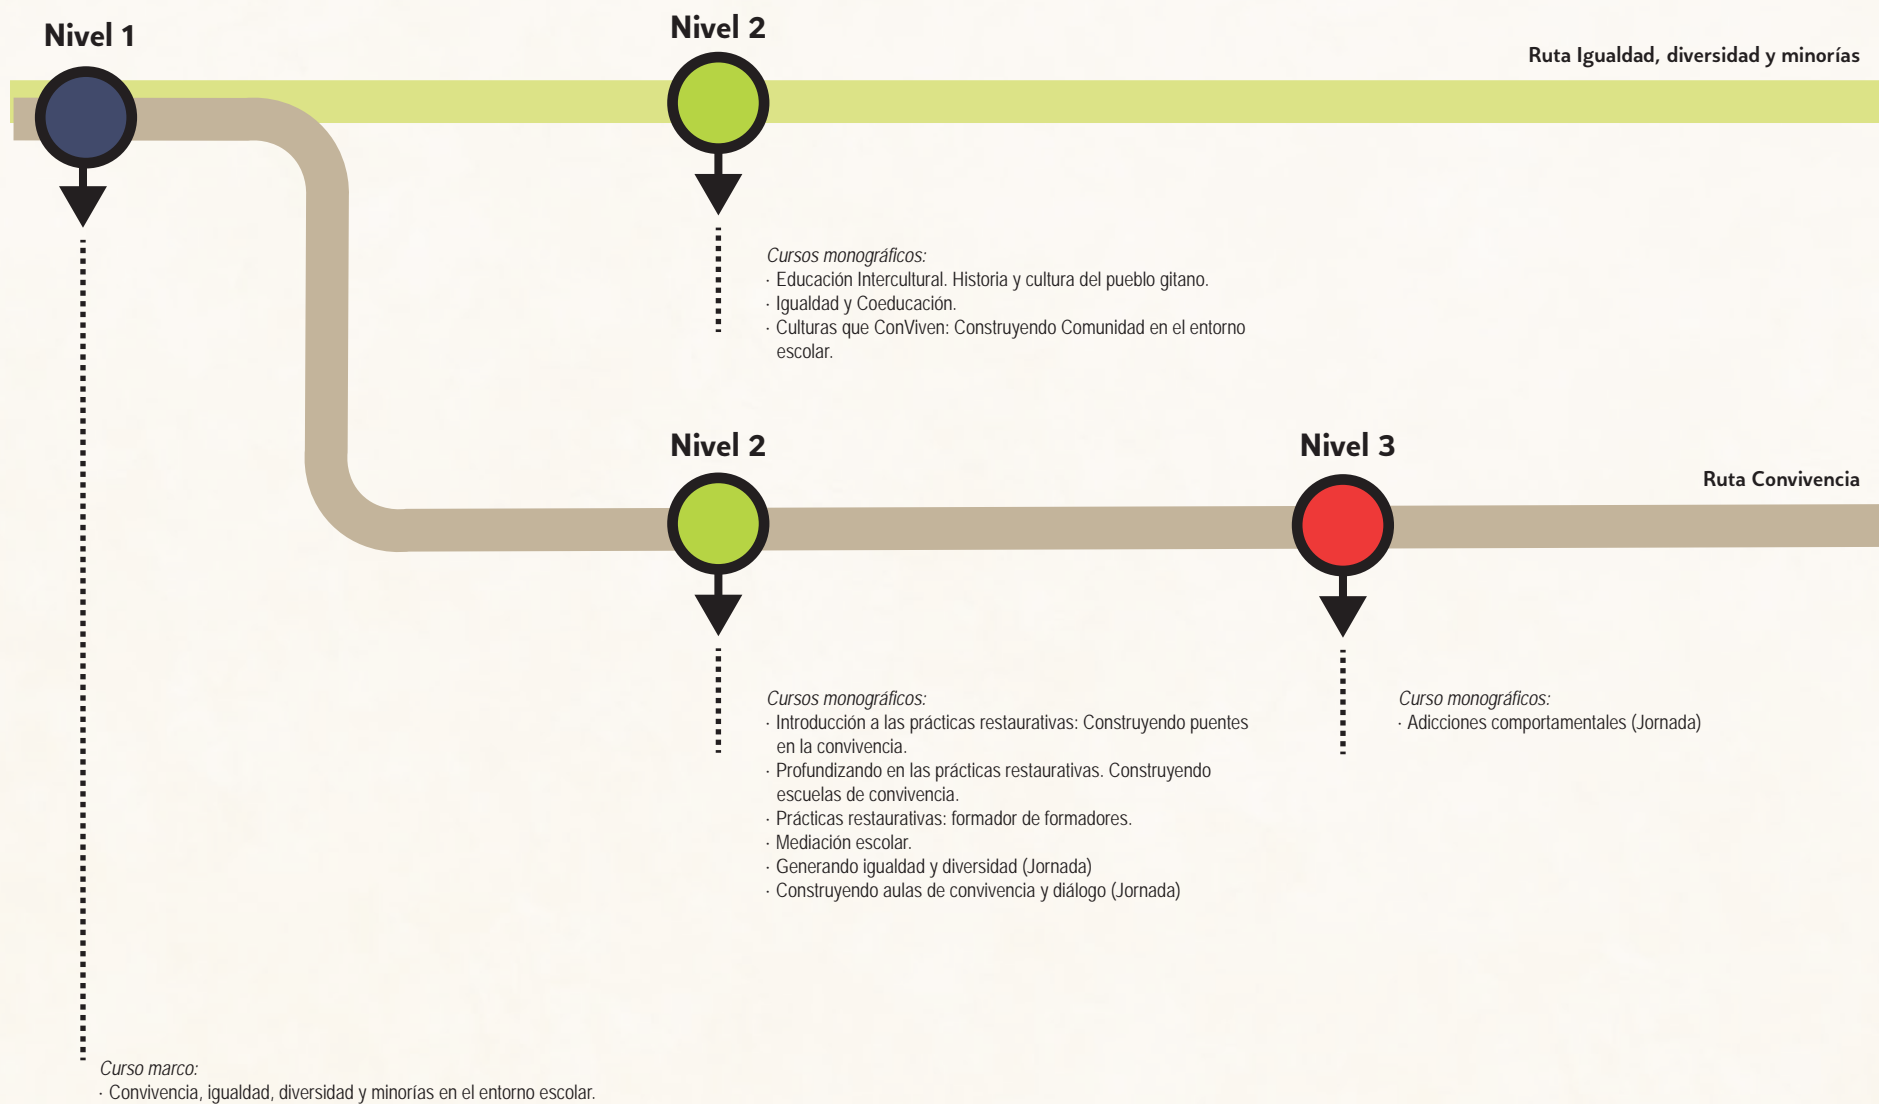 Nivel 1
Nivel 2
Ruta Igualdad, diversidad y minorías
Cursos monográficos:
· Educación Intercultural. Historia y cultura del pueblo gitano.
· Igualdad y Coeducación.
· Culturas que ConViven: Construyendo Comunidad en el entorno
escolar.
Nivel 2
Nivel 3
Ruta Convivencia
Cursos monográficos:
· Introducción a las prácticas restaurativas: Construyendo puentes
en la convivencia.
· Profundizando en las prácticas restaurativas. Construyendo
escuelas de convivencia.
· Prácticas restaurativas: formador de formadores.
· Mediación escolar.
· Generando igualdad y diversidad (Jornada)
· Construyendo aulas de convivencia y diálogo (Jornada)
Curso monográficos:
· Adicciones comportamentales (Jornada)
Curso marco:
· Convivencia, igualdad, diversidad y minorías en el entorno escolar.